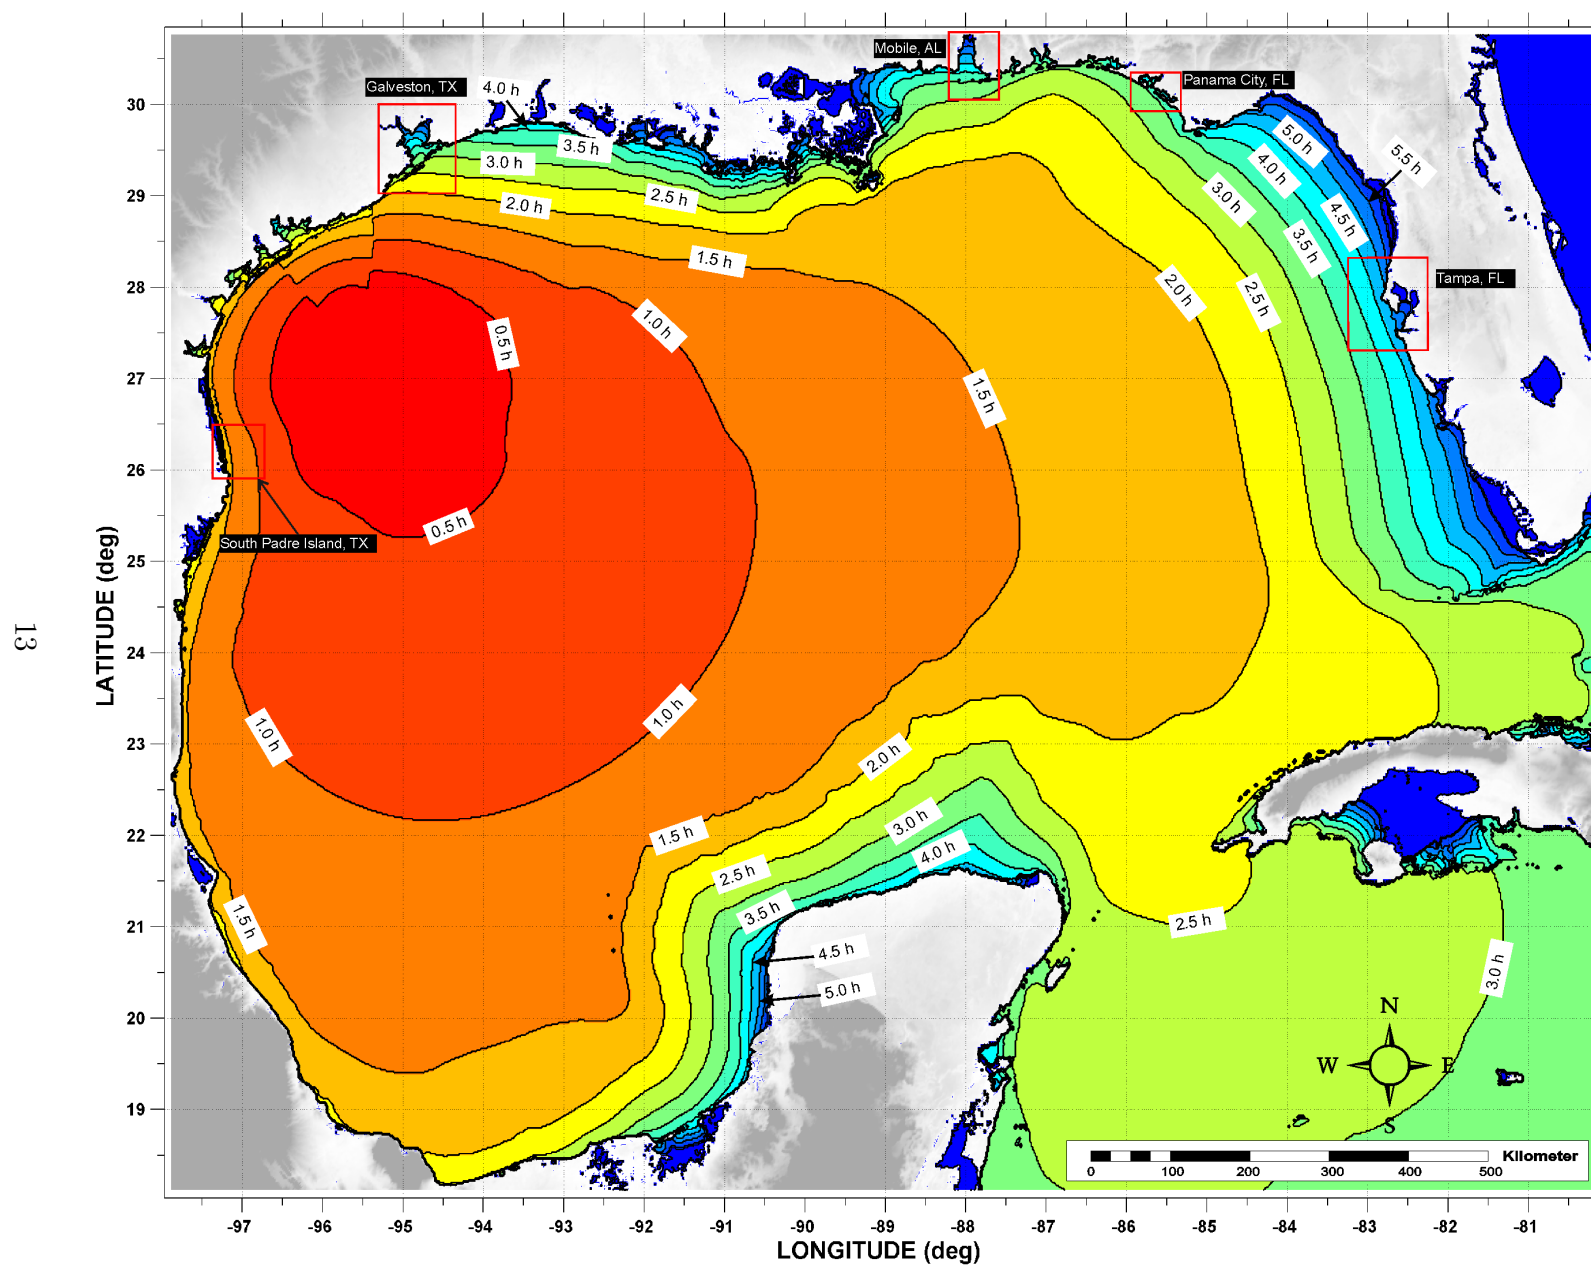 Mobile, AL
Galveston, TX
4.0 h
Panama City, FL
30
3.5 h
5.0 h
5.5 h
3.0 h
4.0 h
29
2.0 h
2.5 h
3.0 h
4.5 h
3.5 h
1.5 h
28
2.0 h
2.5 h
Tampa, FL
1.0 h
0.5 h
27
1.5 h
26
0.5 h
South Padre Island, TX
25
LATITUDE (deg)
13
24
1.0 h
1.0 h
23
2.0 h
22
1.5 h
3.0 h
4.0 h
2.5 h
21
1.5 h
3.5 h
2.5 h
4.5 h
3.0 h
5.0 h
20
N
W
E
S
19
0
100
200
300
400
500
Kilometer
-97
-96
-95
-94
-93
-92
-91
-90
-89
-88
-87
-86
-85
-84
-83
-82
-81
LONGITUDE (deg)